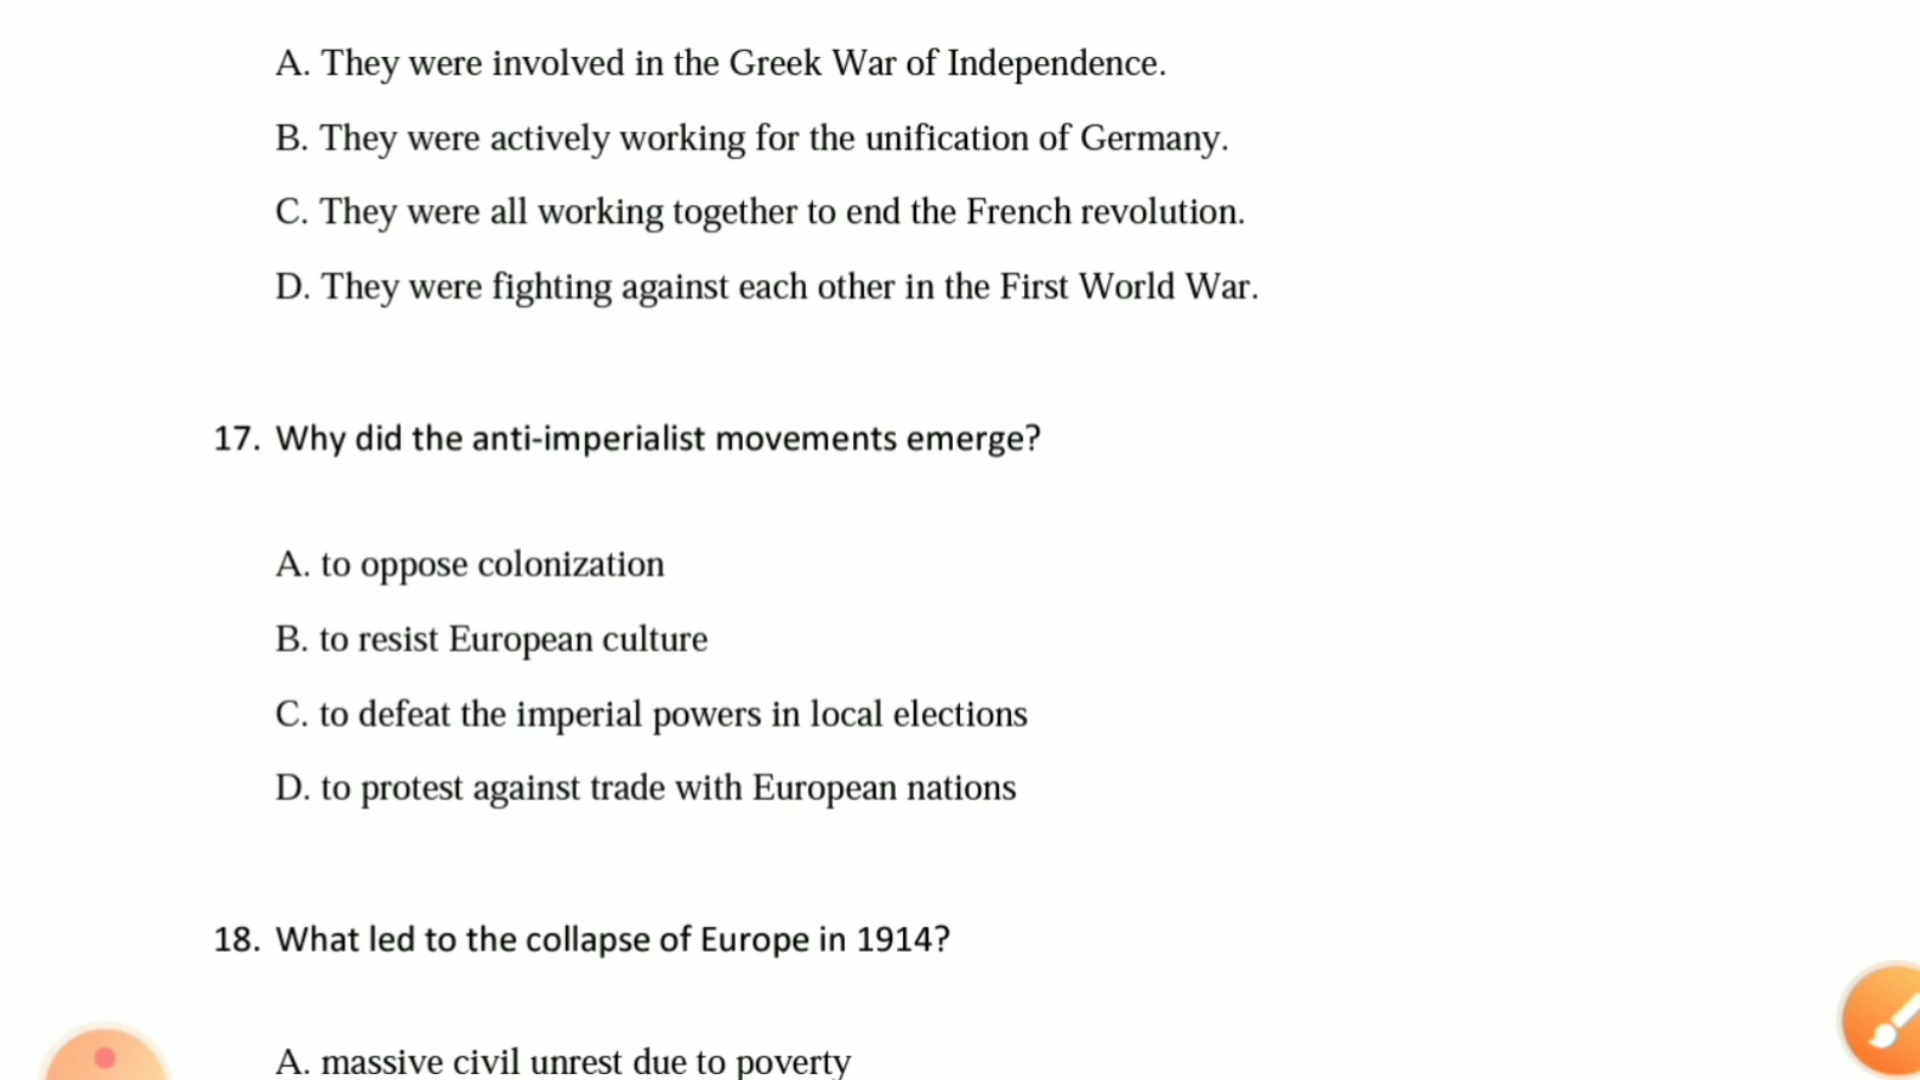 A. They were involved in the Greek War of Independence.
B. They were actively working for the unification of Germany.
C. They were all working together to end the French revolution.
D. They were fighting against each other in the First World War.
17. Why did the anti-imperialist movements emerge?
A. to oppose colonization
B. to resist European culture
C. to defeat the imperial powers in local elections
D. to protest against trade with European nations
18. What led to the collapse of Europe in 1914?
A. massive civil unrest due to poverty